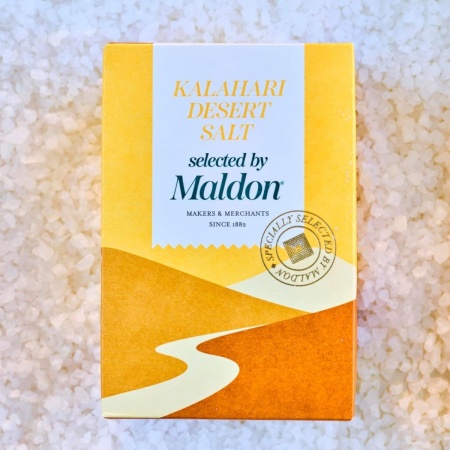 KALAHARI
DESERT
SALT
selected by
Maldon®
MAKERS & MERCHANTS
SINCE 1882
SPECIALLY SELECTED BY MALDON